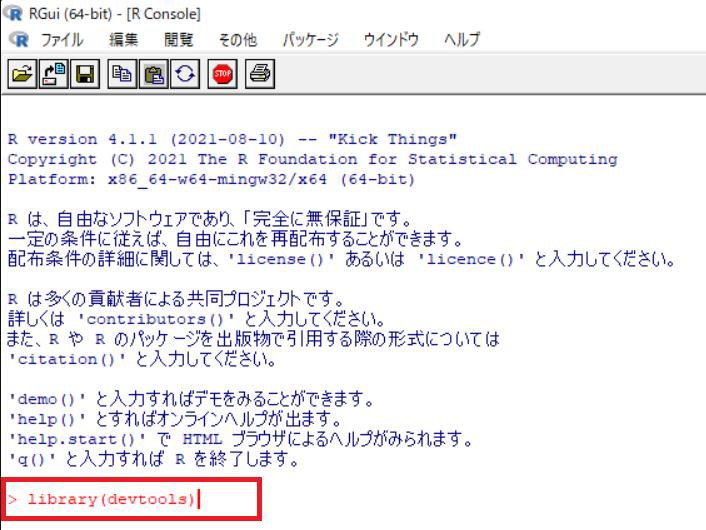 RGui (64-bit) - [R Console]
ファイル 編集 閲覧 その他 パッケージ ウインドウ ヘルプ
STOP
R version 4.1.1 (2021-08-10) -- "Kick Things"
Copyright (C) 2021 The R Foundation for Statistical Computing
Platform: x86_64-w64-mingw32/x64 (64-bit)
R は、自由なソフトウェアであり、「完全に無保証」です。
一定の条件に従えば、自由にこれを再配布することができます。
配布条件の詳細に関しては、'license()' あるいは 'licence()' と入力してください。
R は多くの貢献者による共同プロジェクトです。
詳しくは 'contributors()' と入力してください。
また、R や R のパッケージを出版物で引用する際の形式については
'citation()' と入力してください。
'demo()' と入力すればデモをみることができます。
'help()' とすればオンラインヘルプが出ます。
'help.start()' で HTML ブラウザによるヘルプがみられます。
'q()' と入力すれば R を終了します。
> library(devtools)